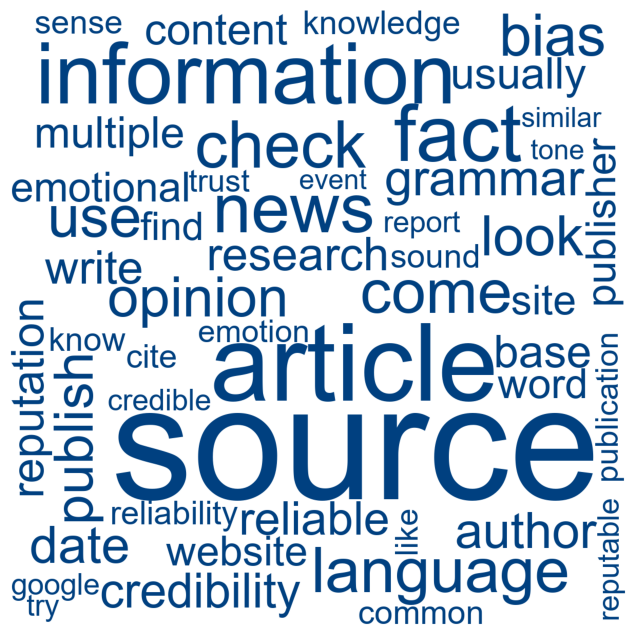 sense content knowledge bias
information usually
multiple check fact similar
tone
emotional trust event grammar publisher
use find news report look
research sound
write
opinion come site
reputation know emotion
cite article base
publish credible word publication
source
reliability reliable like author
date website reputable
google credibility language
try common